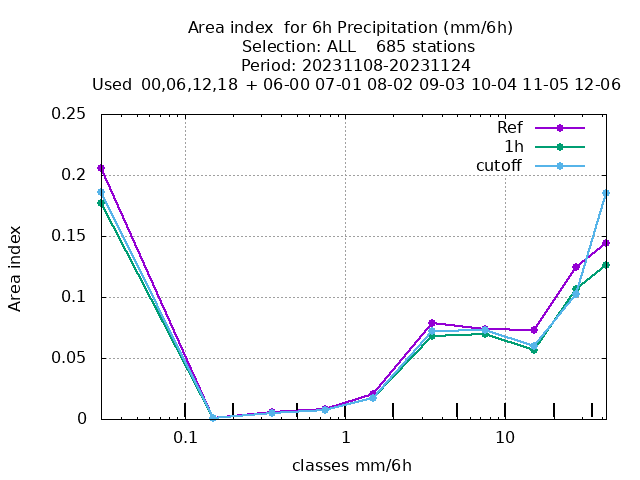 Area index  for 6h Precipitation (mm/6h)
Selection: ALL    685 stations
Period: 20231108-20231124
Used  00,06,12,18  + 06-00 07-01 08-02 09-03 10-04 11-05 12-06
Ref
1h
cutoff
0.25
0.2
0.15
0.1
0.05
0
Area index
0.1
1
10
classes mm/6h